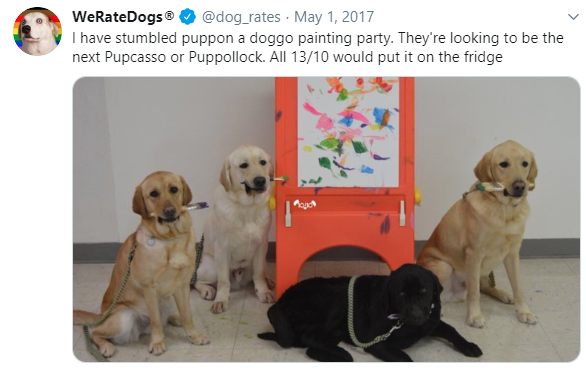 WeRateDogs® @dog_rates · May 1, 2017
I have stumbled puppon a doggo painting party. They're looking to be the
next Pupcasso or Puppollock. All 13/10 would put it on the fridge